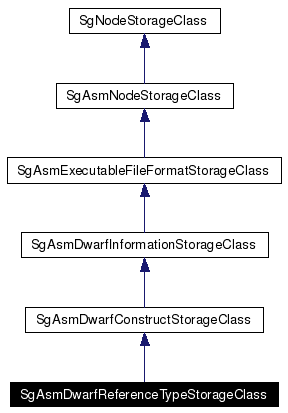 SgNodeStorageClass
SgAsmNodeStorageClass
SgAsmExecutableFileFormatStorageClass
SgAsmDwarfInformationStorageClass
SgAsmDwarfConstructStorageClass
SgAsmDwarfReferenceTypeStorageClass